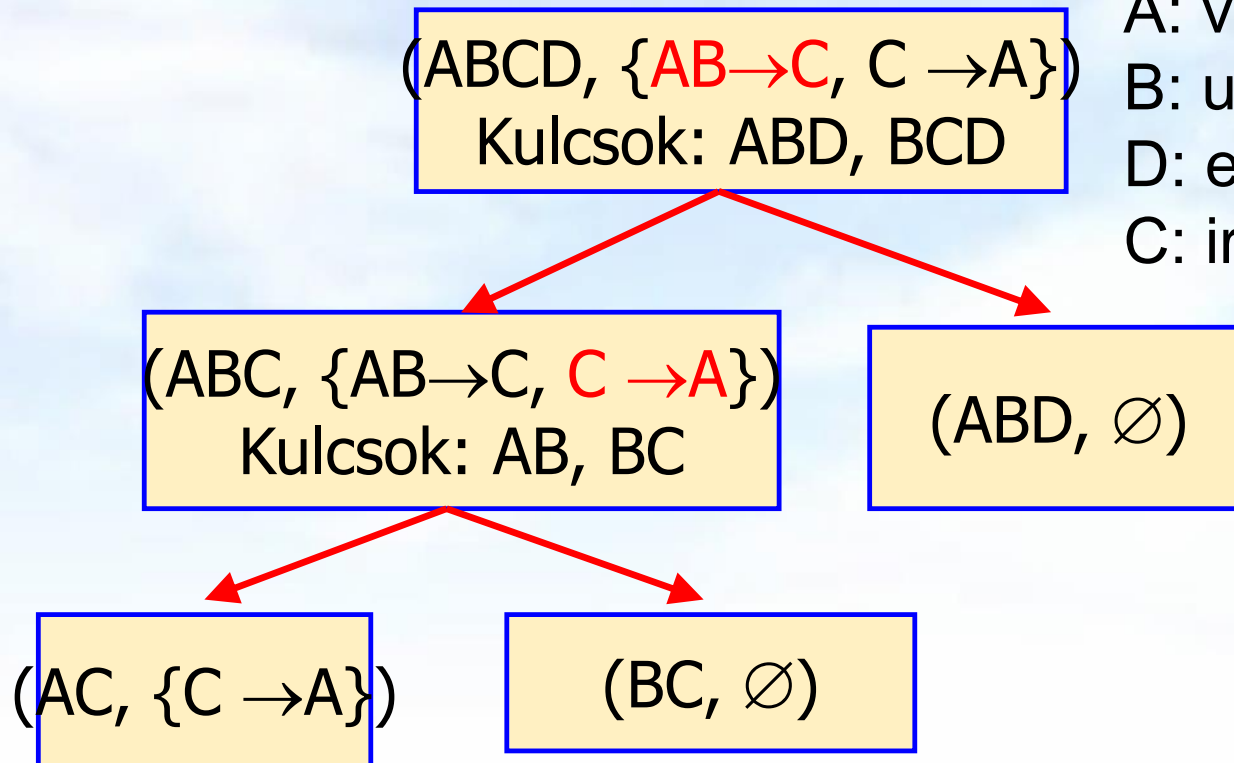 (ABCD, {AB→C, C →A})
Kulcsok: ABD, BCD
A:
B:
D:
C:
(ABC, {AB→C, C →A})
Kulcsok: AB, BC
(ABD, ∅)
(AC, {C →A})
(BC, ∅)